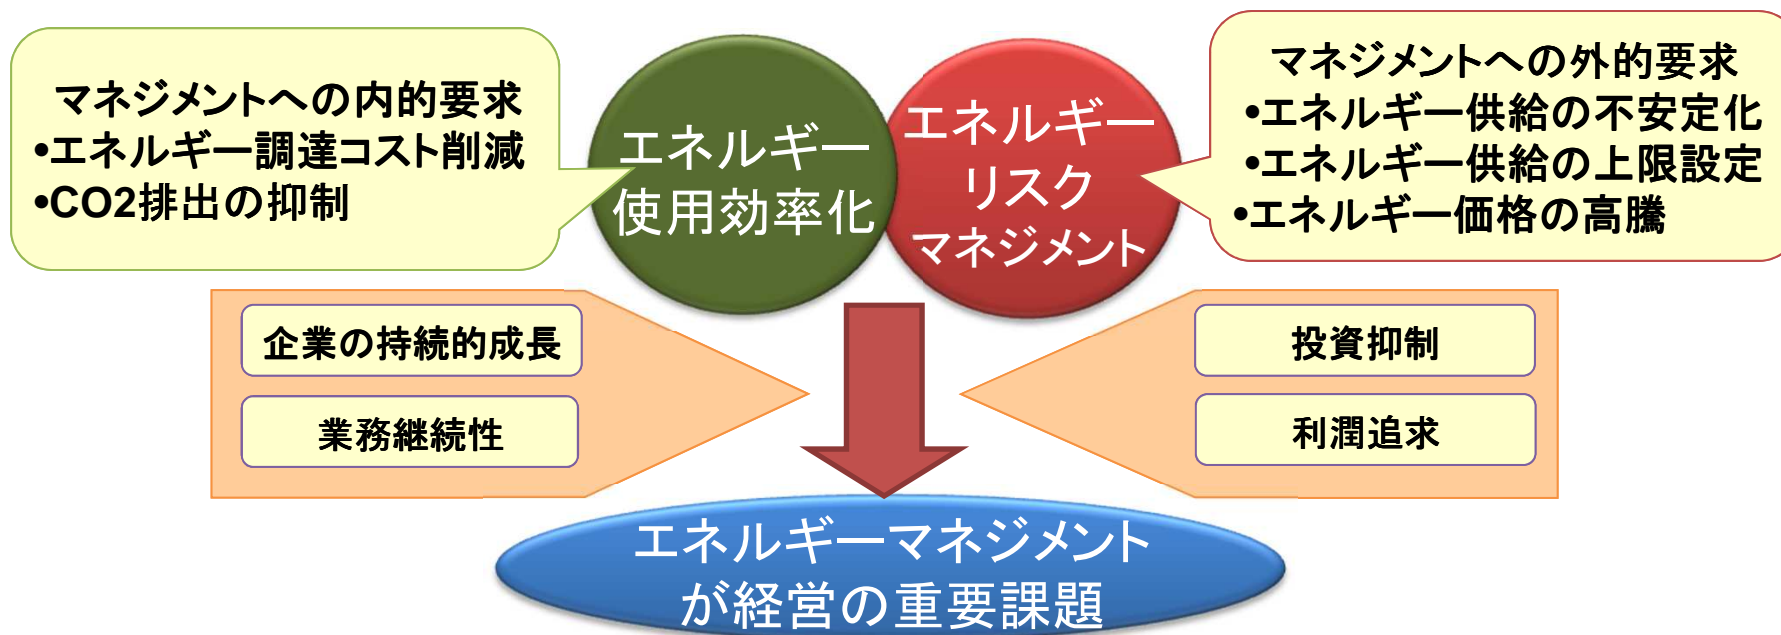 マネジメントへの内的要求
•エネルギー調達コスト削減
•CO2排出の抑制
エネルギー
使用効率化
エネルギー
リスク
マネジメント
マネジメントへの外的要求
•エネルギー供給の不安定化
•エネルギー供給の上限設定
•エネルギー価格の高騰
企業の持続的成長
業務継続性
投資抑制
利潤追求
エネルギーマネジメント
が経営の重要課題